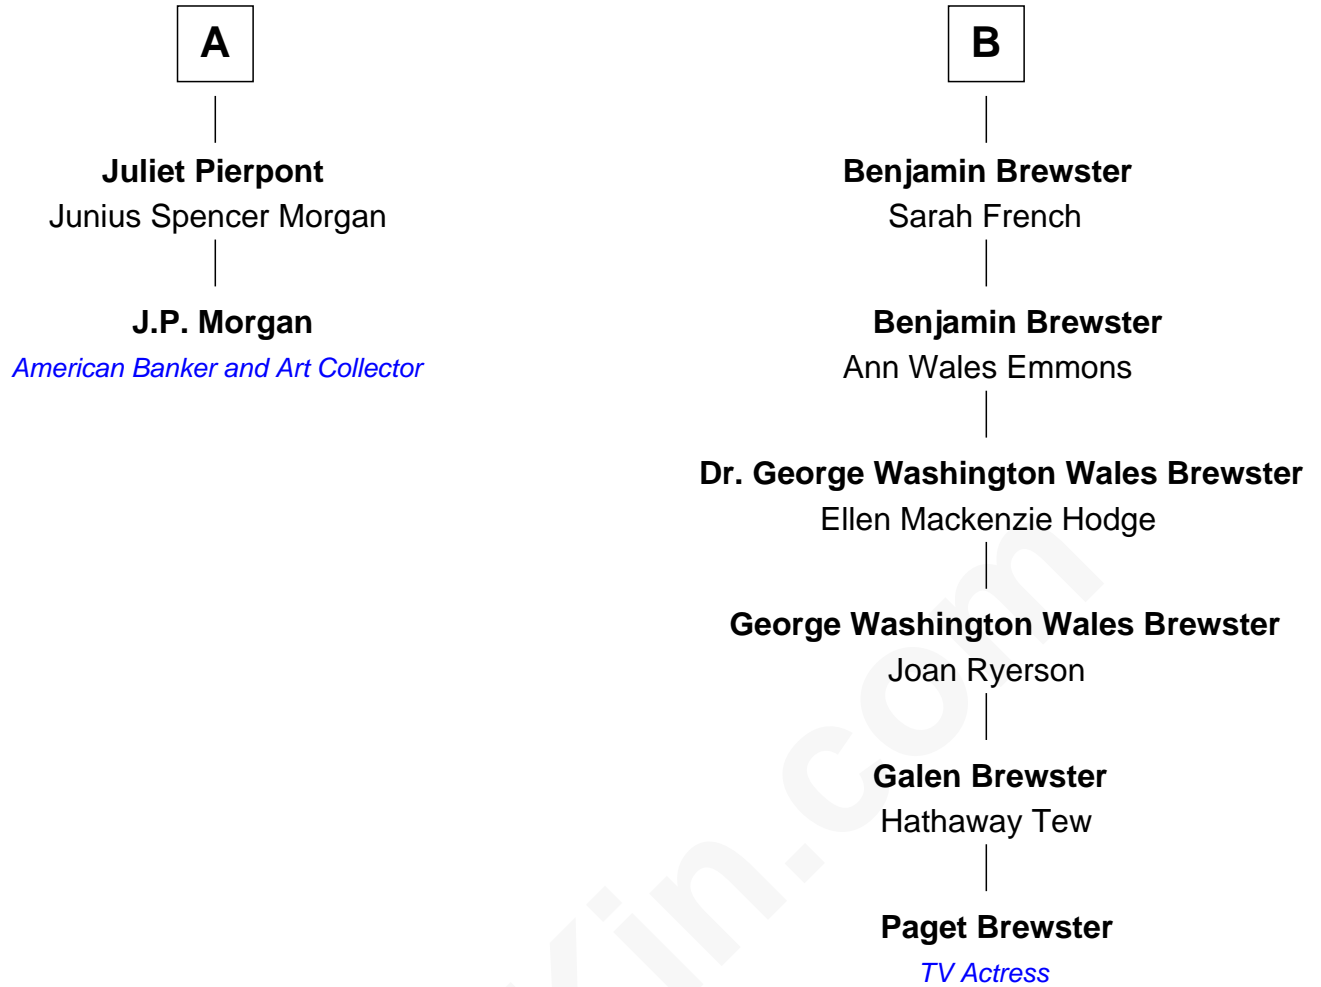 A
Juliet Pierpont
Junius Spencer Morgan
J.P. Morgan
American Banker and Art Collector
B
Benjamin Brewster
Sarah French
Benjamin Brewster
Ann Wales Emmons
Dr. George Washington Wales Brewster
Ellen Mackenzie Hodge
George Washington Wales Brewster
Joan Ryerson
Galen Brewster
Hathaway Tew
Paget Brewster
TV Actress
Kin.com